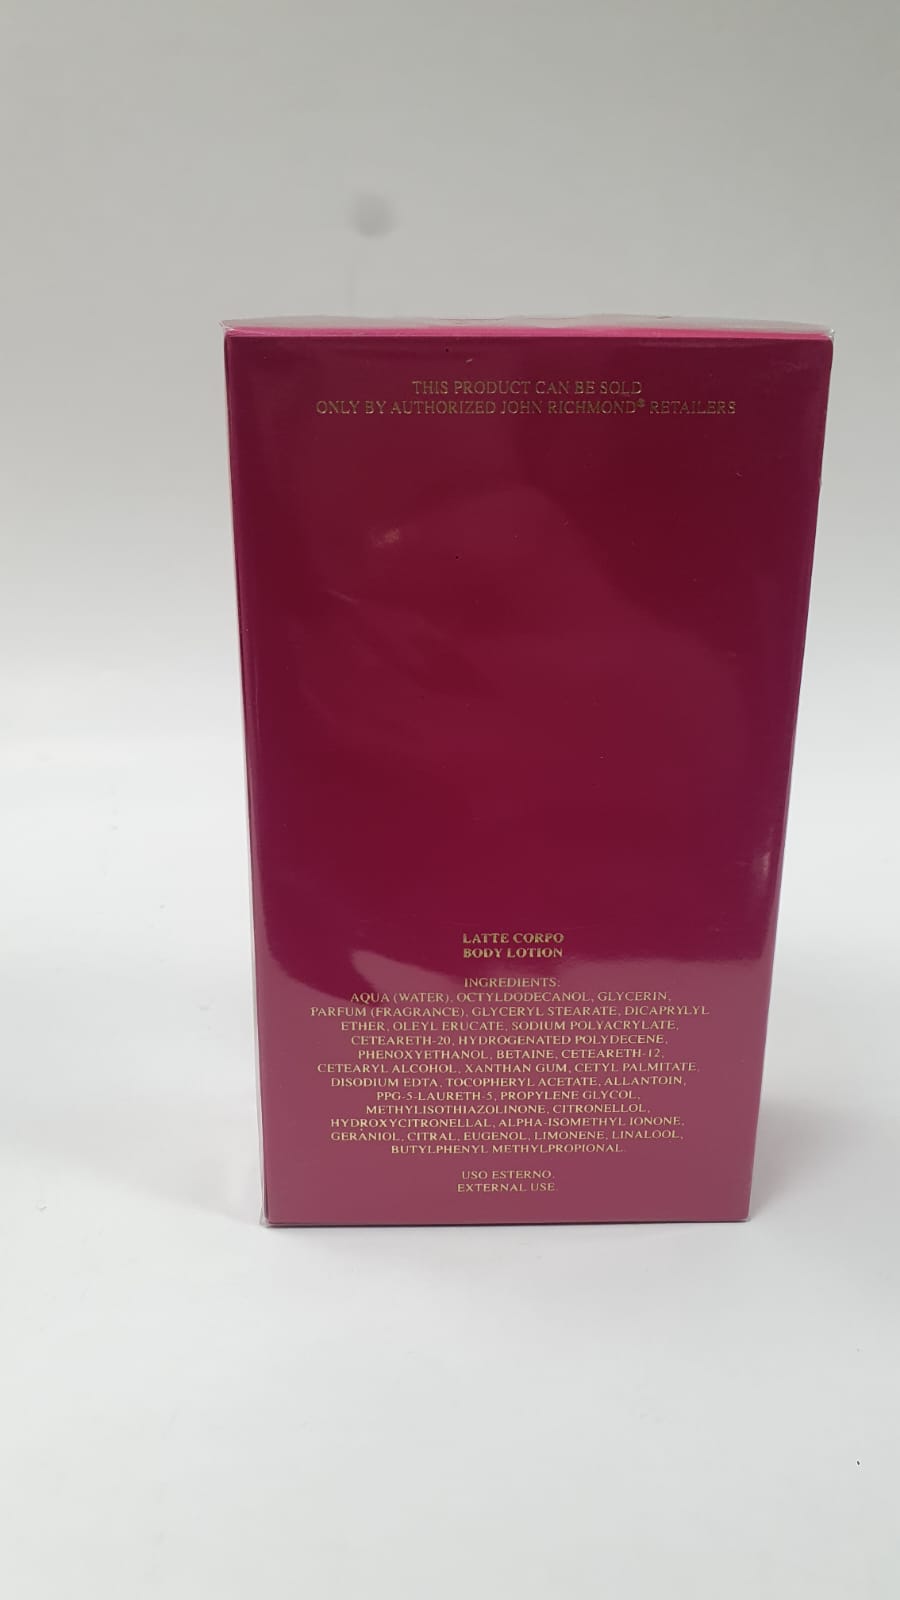 THIS PRODUCT CAN BE SOLD
ONLY BY AUTHORIZED JOHN RICHMOND® RETAILERS
LATTE CORPO
BODY LOTION
INGREDIENTS:
AQUA (WATER), OCTYLDODECANOL, GLYCERIN,
PARFUM (FRAGRANCE), GLYCERYL STEARATE, DICAPRYLYL
ETHER, OLEYL ERUCATE, SODIUM POLYACRYLATE,
CETEARETH-20, HYDROGENATED POLYDECENE,
PHENOXYETHANOL, BETAINE, CETEARETH-12,
CETEARYL ALCOHOL, XANTHAN GUM, CETYL PALMITATE,
DISODIUM EDTA, TOCOPHERYL ACETATE, ALLANTOIN,
PPG-5-LAURETH-5, PROPYLENE GLYCOL,
METHYLISOTHIAZOLINONE, CITRONELLOL,
HYDROXYCITRONELLAL, ALPHA-ISOMETHYL IONONE,
GERANIOL, CITRAL, EUGENOL, LIMONENE, LINALOOL,
BUTYLPHENYL METHYLPROPIONAL.
USO ESTERNO.
EXTERNAL USE.